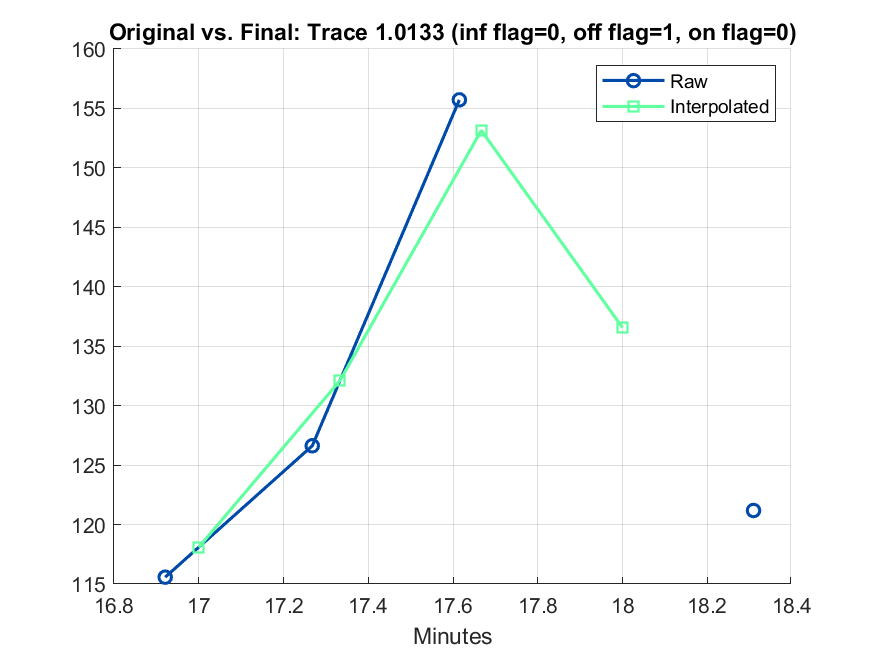 Original vs. Final: Trace 1.0133 (inf flag=0, off flag=1, on flag=0)
Raw
Interpolated
160
155
150
145
140
135
130
125
120
115
16.8 17 17.2 17.4 17.6 17.8 18 18.2 18.4
Minutes